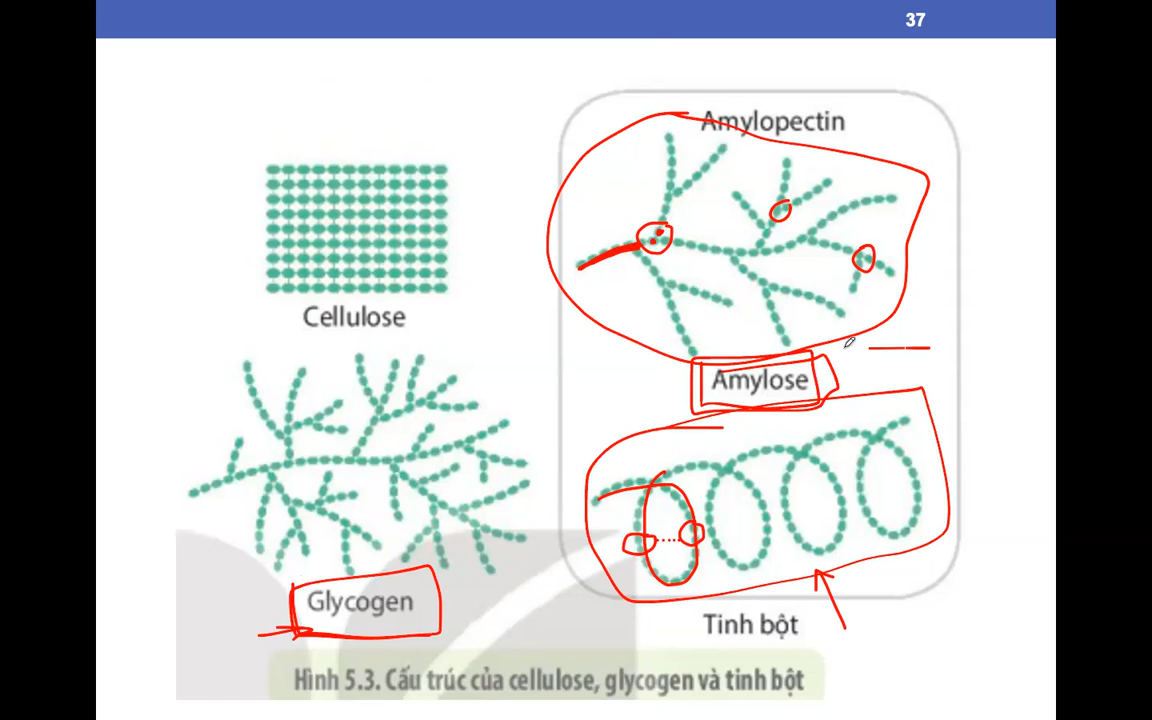 37
Amylopectin
Cellulose
Amylose
Glycogen
Tinh bột
Hình 5.3. Cấu trúc của cellulose, glycogen và tinh bột